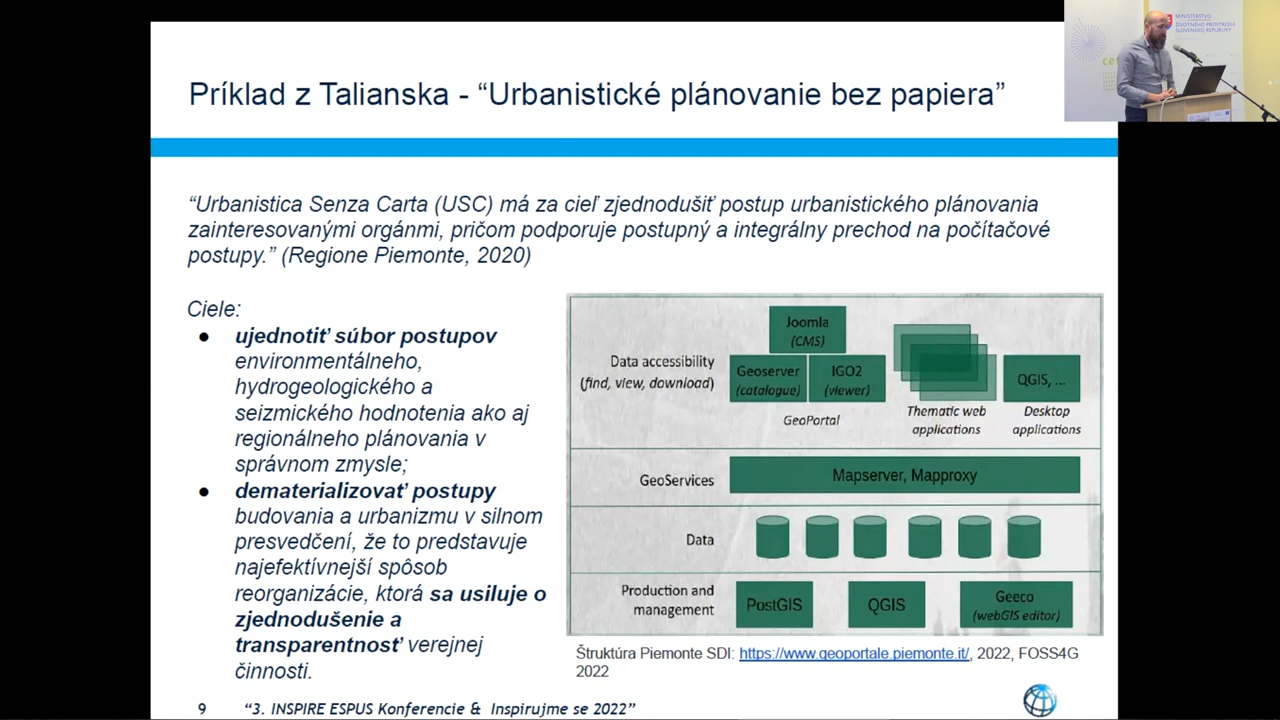 Príklad z Talianska - “Urbanistické plánovanie bez papiera”
MINISTERSTVO
ŽIVOTNÉHO PROSTREDIA
SLOVENSKEJ REPUBLIKY
“Urbanistica Senza Carta (USC) má za cieľ zjednodušiť postup urbanistického plánovania
zainteresovanými orgánmi, pričom podporuje postupný a integrálny prechod na počítačové
postupy.” (Regione Piemonte, 2020)
Ciele:
● ujednotiť súbor postupov
environmentálneho,
hydrogeologického a
seizmického hodnotenia ako aj
regionálneho plánovania v
správnom zmysle;
● dematerializovať postupy
budovania a urbanizmu v silnom
presvedčení, že to predstavuje
najefektívnejší spôsob
reorganizácie, ktorá sa usiluje o
zjednodušenie a
transparentnosť verejnej
činnosti.
Data accessibility
(find, view, download)
Joomla
(CMS)
Geoserver
(catalogue)
IGO2
(viewer)
GeoPortal
Thematic web
applications
QGIS, ...
Desktop
applications
GeoServices
Mapserver, Mapproxy
Data
Production and
management
PostGIS
QGIS
Geeco
(webGIS editor)
Štruktúra Piemonte SDI: https://www.geoportale.piemonte.it/, 2022, FOSS4G
2022
9 “3. INSPIRE ESPUS Konferencie & Inspirujme se 2022”